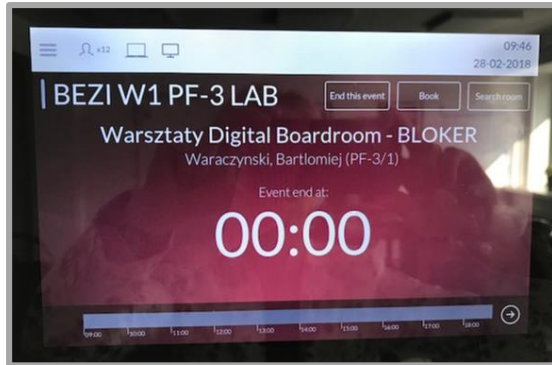 x12
09:46
28-02-2018
BEZI W1 PF-3 LAB
End this event
Book
Search room
Warsztaty Digital Boardroom - BLOKER
Waraczynski, Bartlomiej (PF-3/1)
Event end at:
00:00
09:00 10:00 11:00 12:00 13:00 14:00 15:00 16:00 17:00 18:00